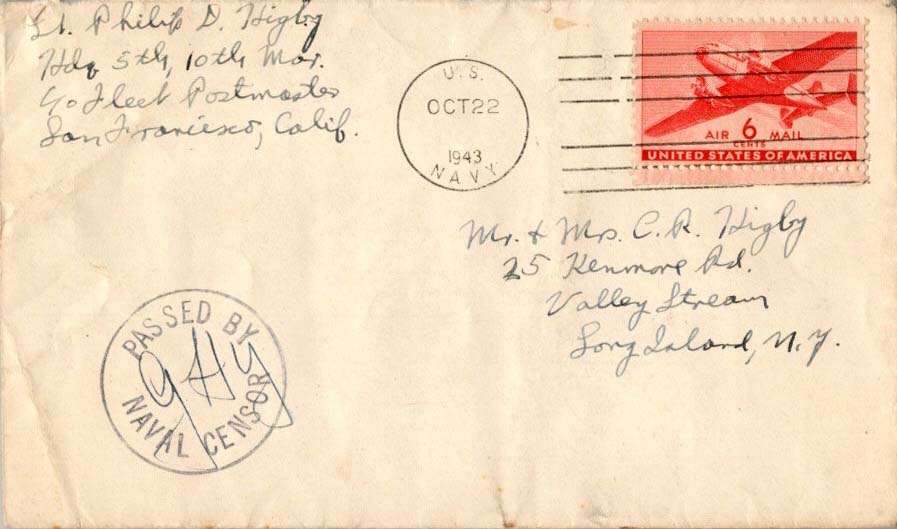 Lt. Philip D. Higby
Hdq 5th, 10th Mar.
c/o Fleet Postmaster
San Francisco, Calif.
U.S.
OCT 22
1943
NAVY
AIR 6 MAIL
CENTS
UNITED STATES OF AMERICA
Mr. & Mrs. C. R. Higby
25 Kenmore Rd.
Valley Stream
Long Island, N.Y.
PASSED BY
NAVAL CENSOR